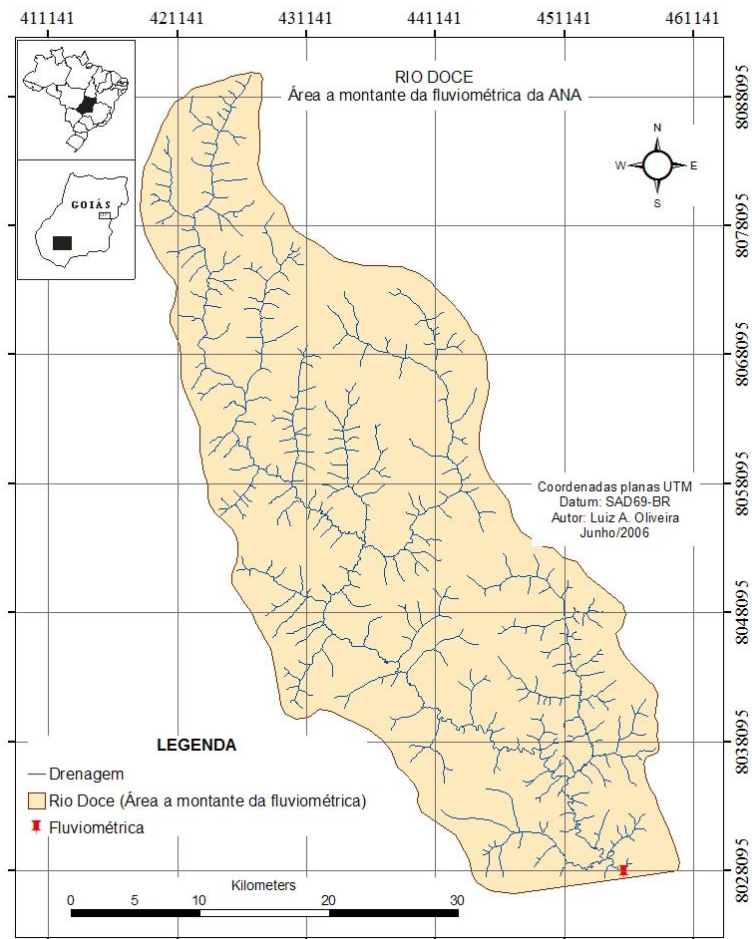 411141 421141 431141 441141 451141 461141
RIO DOCE
Área a montante da fluviométrica da ANA
N
W E
S
GOIÁS
8088095
8078095
8068095
8058095
8048095
8038095
8028095
Coordenadas planas UTM
Datum: SAD69-BR
Autor: Luiz A. Oliveira
Junho/2006
LEGENDA
Drenagem
Rio Doce (Área a montante da fluviométrica)
Fluviométrica
Kilometers
0 5 10 20 30